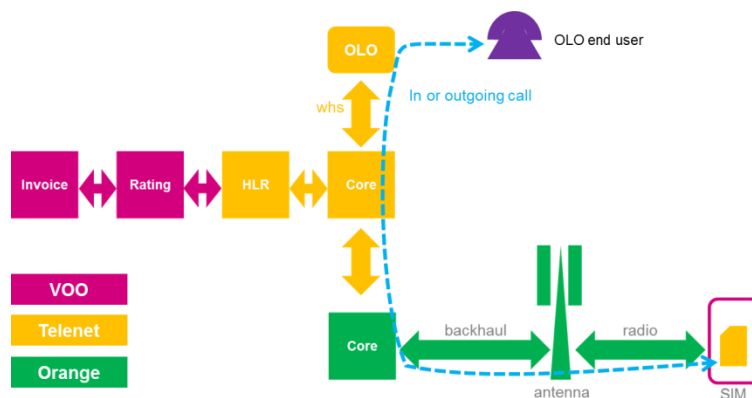 OLO
OLO end user
whs
In or outgoing call
Invoice
Rating
HLR
Core
VOO
Telenet
Orange
Core
backhaul
radio
antenna
SIM